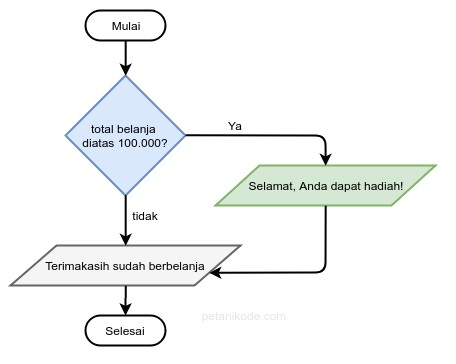 Mulai
total belanja
diatas 100.000?
Ya
Selamat, Anda dapat hadiah!
tidak
Terimakasih sudah berbelanja
petanikode.com
Selesai